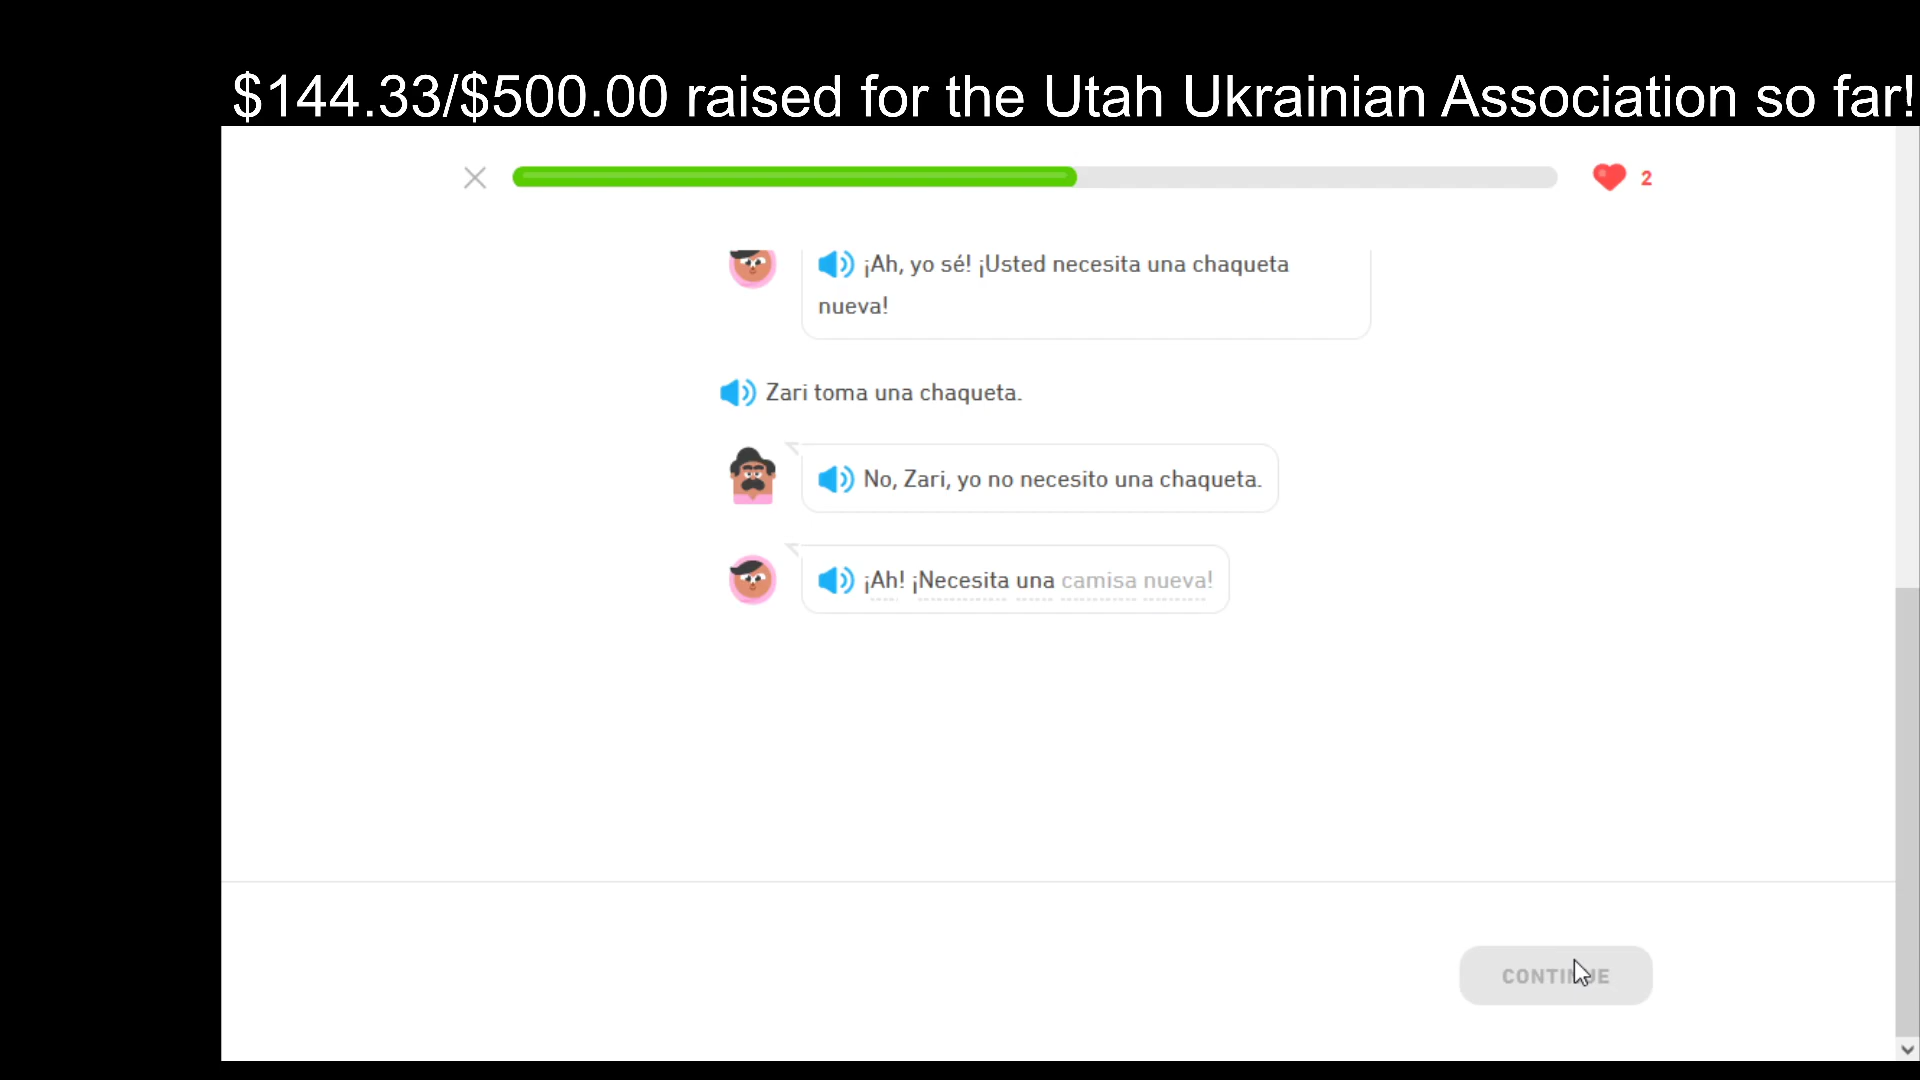 $144.33/$500.00 raised for the Utah Ukrainian Association so far!
2
¡Ah, yo sé! ¡Usted necesita una chaqueta
nueva!
Zari toma una chaqueta.
No, Zari, yo no necesito una chaqueta.
¡Ah! ¡Necesita una camisa nueva!
CONTINUE